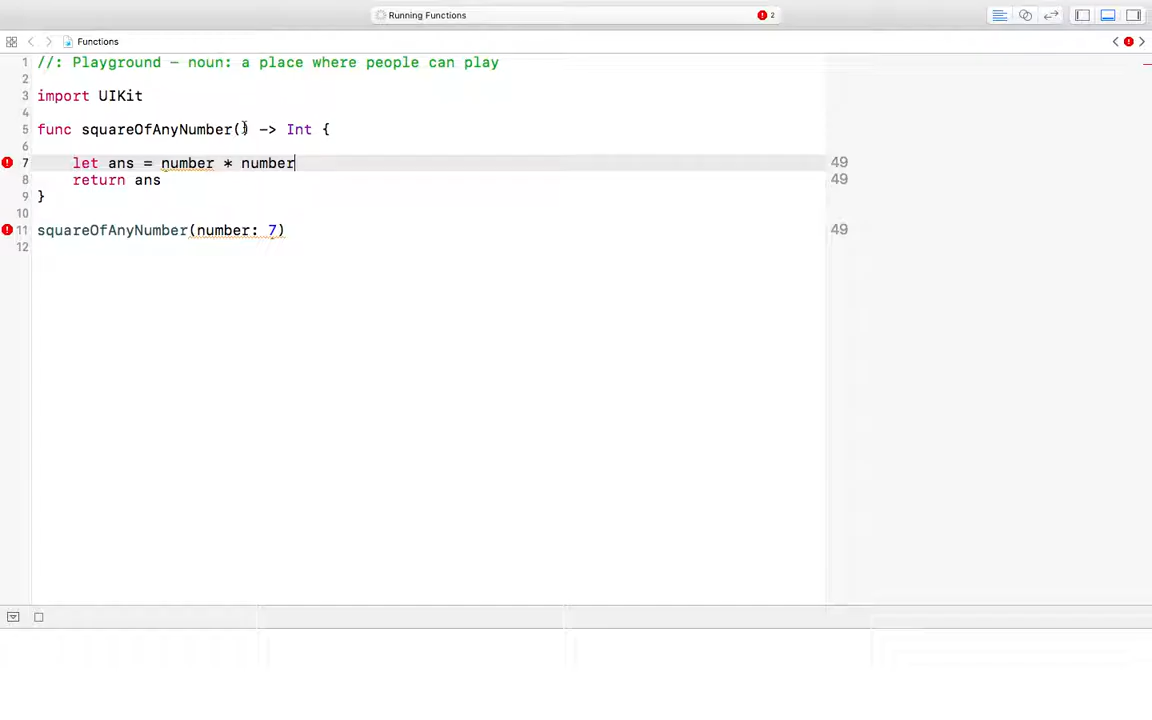 Running Functions 2
Functions
1 //: Playground - noun: a place where people can play
2
3 import UIKit
4
5 func squareOfAnyNumber() -> Int {
6
7 let ans = number * number 49
8 return ans 49
9 }
10
11 squareOfAnyNumber(number: 7) 49
12